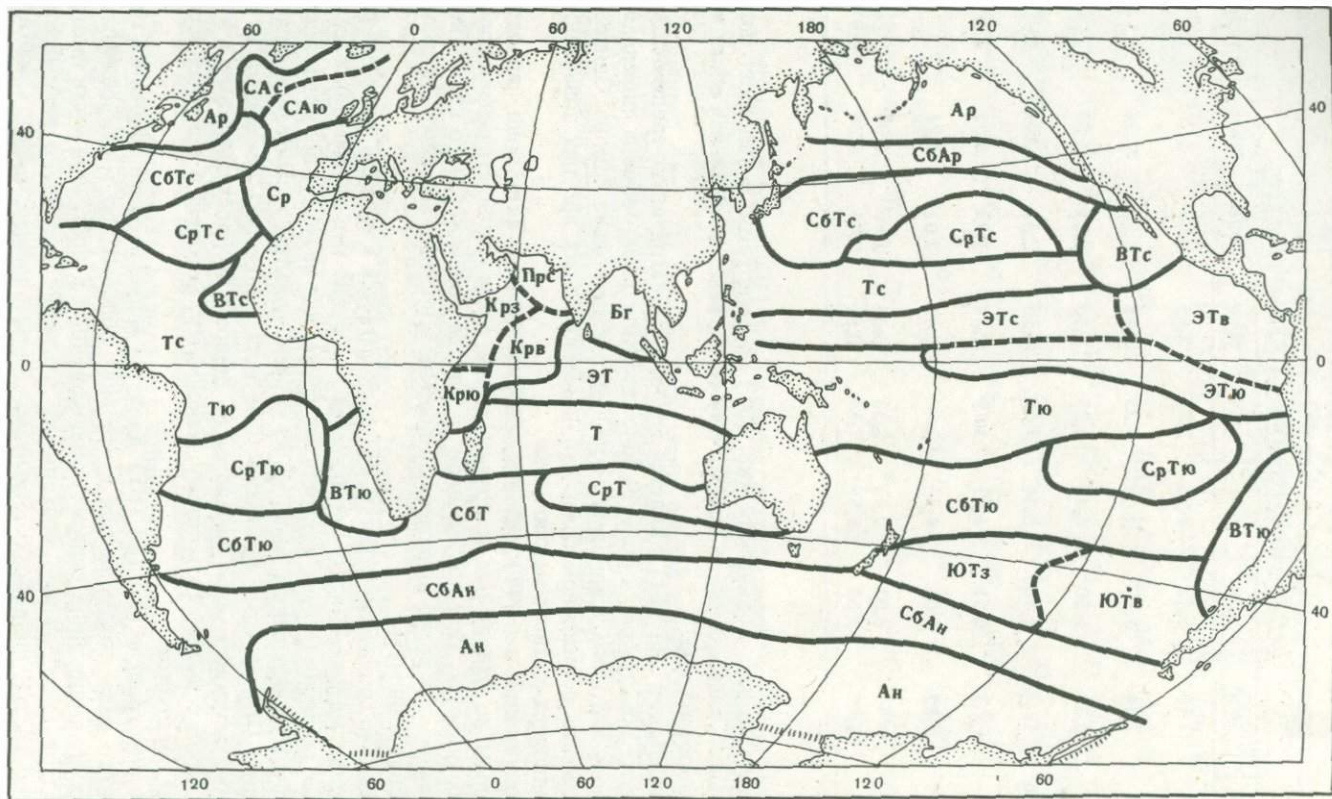 60 0 60 120 180 120 60
САс
САю
Ар
Ар
40
40
СбАр
СбТс
Ср
СрТс
СбТс
СрТс
ВТс
Прс
ВТс
Крз
Бг
Тс
ЭТс
ЭТв
Тс
Крв
0
ЭТ
0
Крю
ЭТю
Тю
Тю
Т
СрТю
СрТю
ВТю
СрТ
СбТ
СбТю
СбТю
ВТю
ЮТз
ЮТв
40
СбАн
СбАн
40
Ан
Ан
120 60 0 60 120 180 120 60